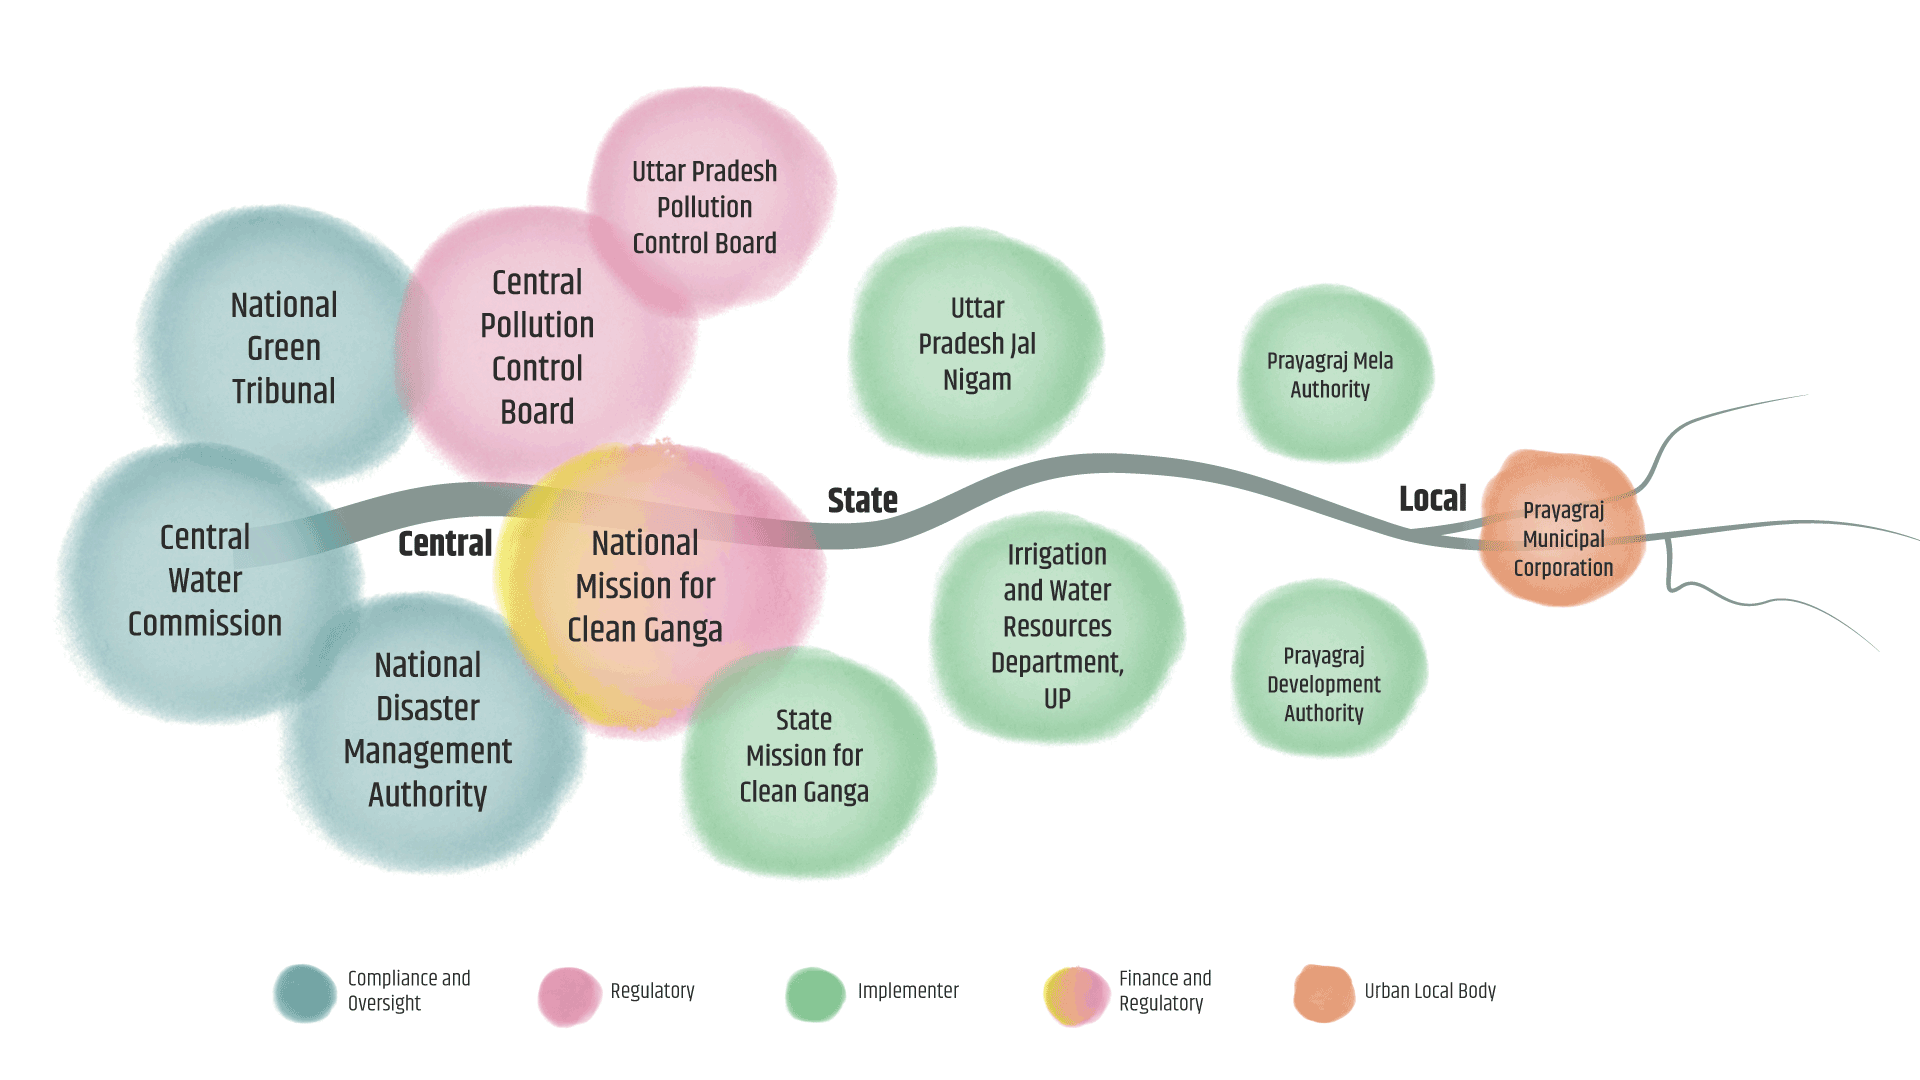 Uttar Pradesh
Pollution
Control Board
National
Green
Tribunal
Central
Pollution
Control
Board
Uttar
Pradesh Jal
Nigam
Prayagraj Mela
Authority
Central
Water
Commission
Central
National
Mission for
Clean Ganga
State
Irrigation
and Water
Resources
Department,
UP
Local
Prayagraj
Municipal
Corporation
National
Disaster
Management
Authority
State
Mission for
Clean Ganga
Prayagraj
Development
Authority
Compliance and
Oversight
Regulatory
Implementer
Finance and
Regulatory
Urban Local Body